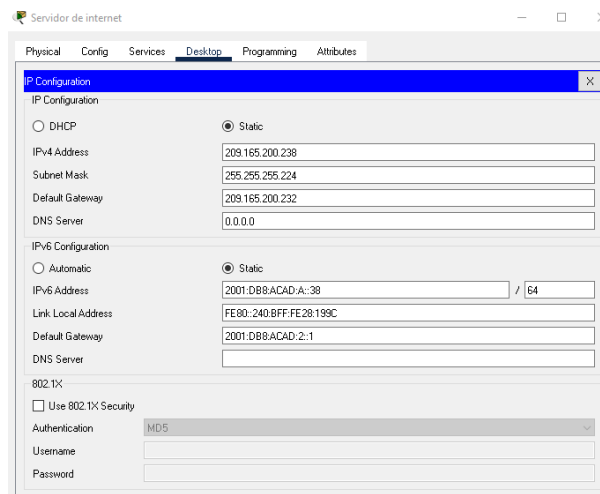 Servidor de internet
Physical Config Services Desktop Programming Attributes
IP Configuration X
IP Configuration
DHCP Static
IPv4 Address 209.165.200.238
Subnet Mask 255.255.255.224
Default Gateway 209.165.200.232
DNS Server 0.0.0.0
IPv6 Configuration
Automatic Static
IPv6 Address 2001:DB8:ACAD:A::38 / 64
Link Local Address FE80::240:BFF:FE28:199C
Default Gateway 2001:DB8:ACAD:2::1
DNS Server
802.1X
Use 802.1X Security
Authentication MD5
Username
Password